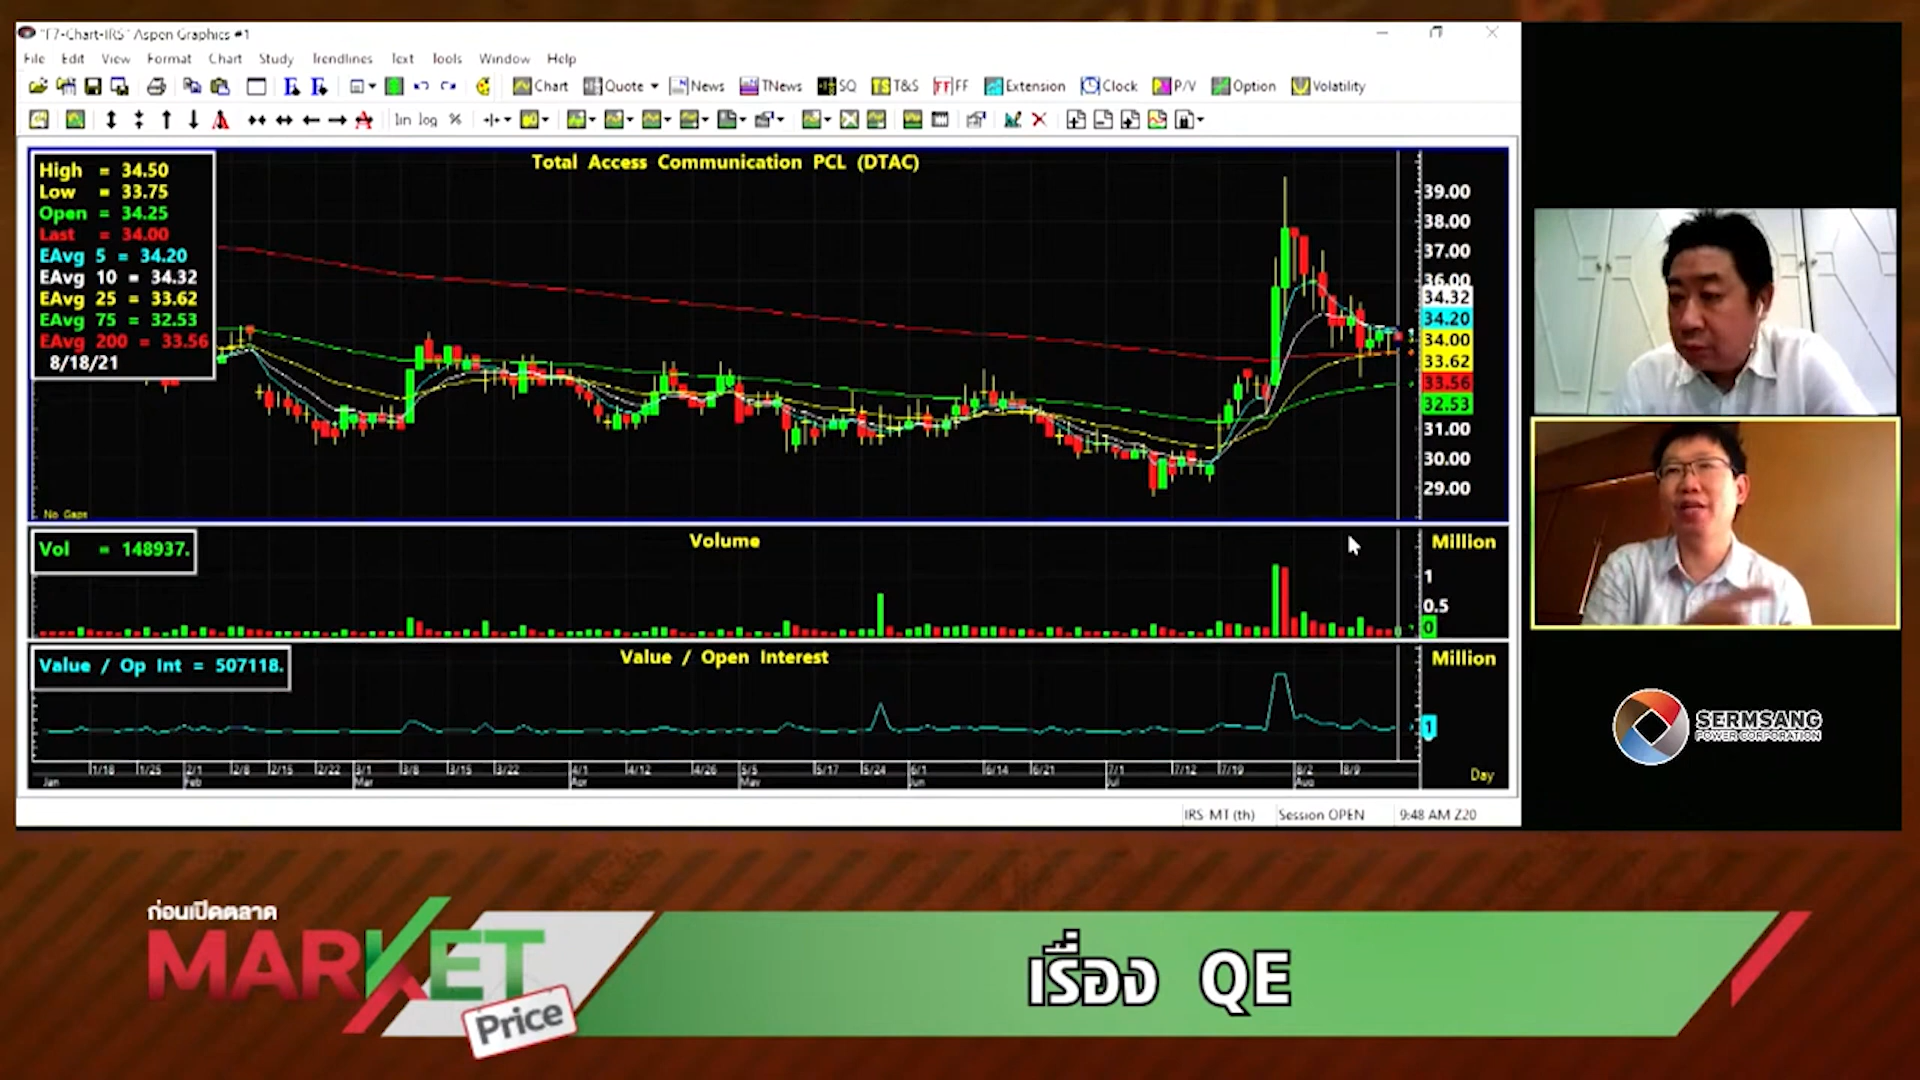 "F7-Chart-IRS" Aspen Graphics #1
File Edit View Format Chart Study Trendlines Text Tools Window Help
Chart Quote News TNews SQ T&S FF Extension Clock P/V Option Volatility
lin log %
Total Access Communication PCL (DTAC)
High = 34.50
Low = 33.75
Open = 34.25
Last = 34.00
EAvg 5 = 34.20
EAvg 10 = 34.32
EAvg 25 = 33.62
EAvg 75 = 32.53
EAvg 200 = 33.56
8/18/21
39.00
38.00
37.00
36.00
34.32
34.20
34.00
33.62
33.56
32.53
31.00
30.00
29.00
No Gaps
Vol = 148937.
Volume
Million
1
0.5
0
Value / Op Int = 507118.
Value / Open Interest
Million
1
1/18 1/25 2/1 2/8 2/15 2/22 3/1 3/8 3/15 3/22 4/1 4/12 4/26 5/5 5/17 5/24 6/1 6/14 6/21 7/1 7/12 7/19 8/2 8/9
Jan Feb Mar Apr May Jun Jul Aug
Day
IRS MT (th) Session OPEN 9:48 AM Z20
SERMSANG
POWER CORPORATION
ก่อนเปิดตลาด
MARKET
Price
เรื่อง QE